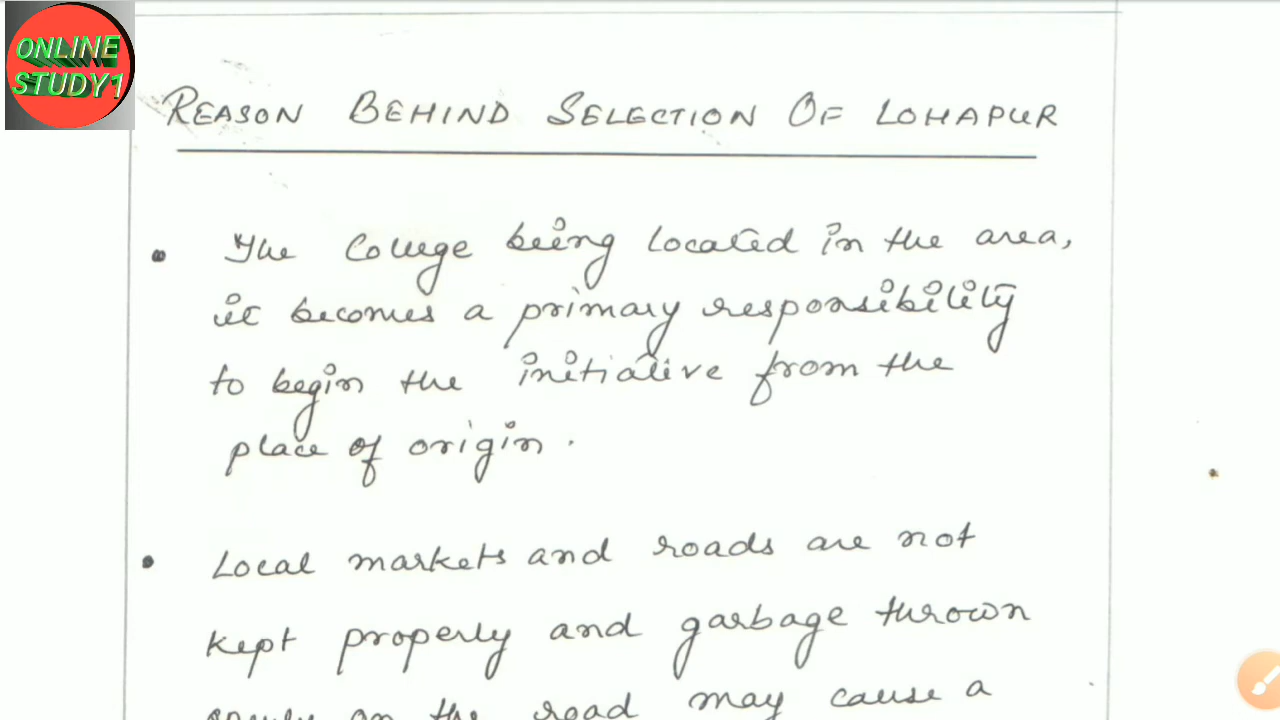 ONLINE
STUDY1
REASON BEHIND SELECTION OF LOHAPUR
• The College being located in the area,
it becomes a primary responsibility
to begin the initiative from the
place of origin.
• Local markets and roads are not
kept properly and garbage thrown
on the road may cause a